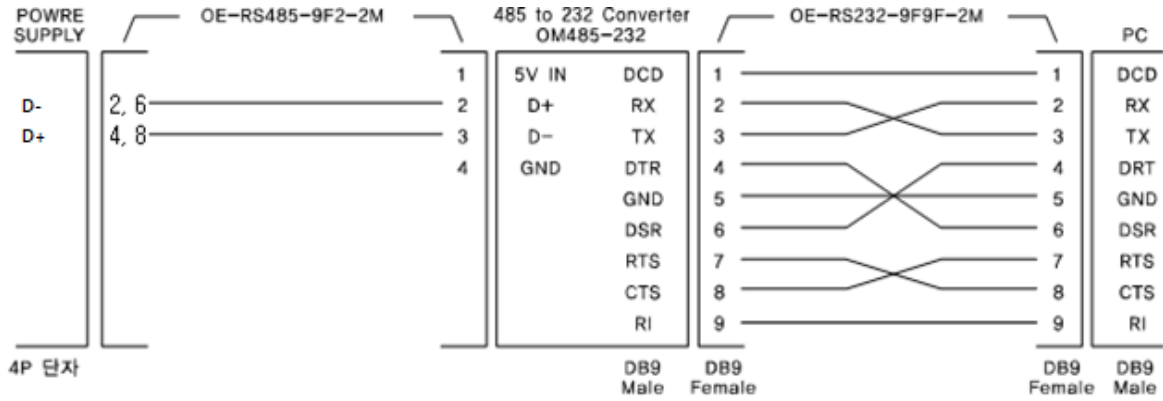 POWRE SUPPLY OE-RS485-9F2-2M 485 to 232 Converter OM485-232 OE-RS232-9F9F-2M PC
1 5V IN DCD 1 1 DCD
D- 2, 6 2 D+ RX 2 2 RX
D+ 4, 8 3 D- TX 3 3 TX
4 GND DTR 4 4 DRT
GND 5 5 GND
DSR 6 6 DSR
RTS 7 7 RTS
CTS 8 8 CTS
RI 9 9 RI
4P 단자 DB9 Male DB9 Female DB9 Female DB9 Male